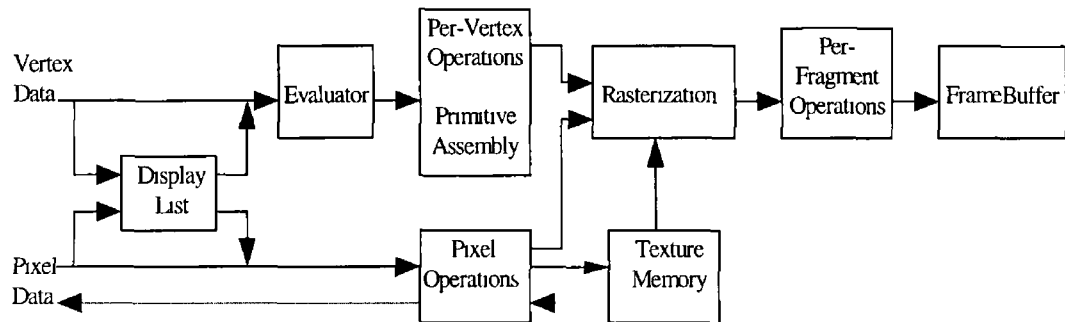 Vertex
Data
Evaluator
Per-Vertex
Operations
Primitive
Assembly
Rasterization
Per-
Fragment
Operations
FrameBuffer
Display
List
Pixel
Data
Pixel
Operations
Texture
Memory